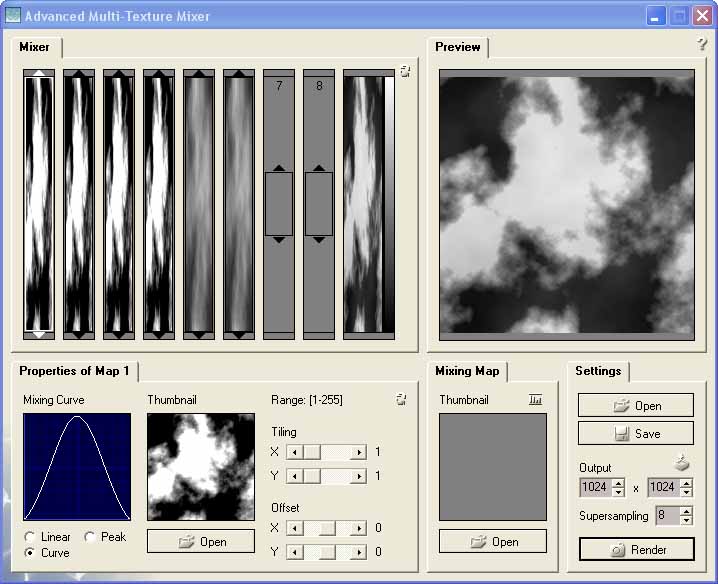 Advanced Multi-Texture Mixer
Mixer
7
8
Preview
?
Properties of Map 1
Mixing Curve
Thumbnail
Range: [1-255]
Tiling
X 1
Y 1
Offset
X 0
Y 0
Linear Peak
Curve
Open
Mixing Map
Thumbnail
Open
Settings
Open
Save
Output
1024 x 1024
Supersampling 8
Render